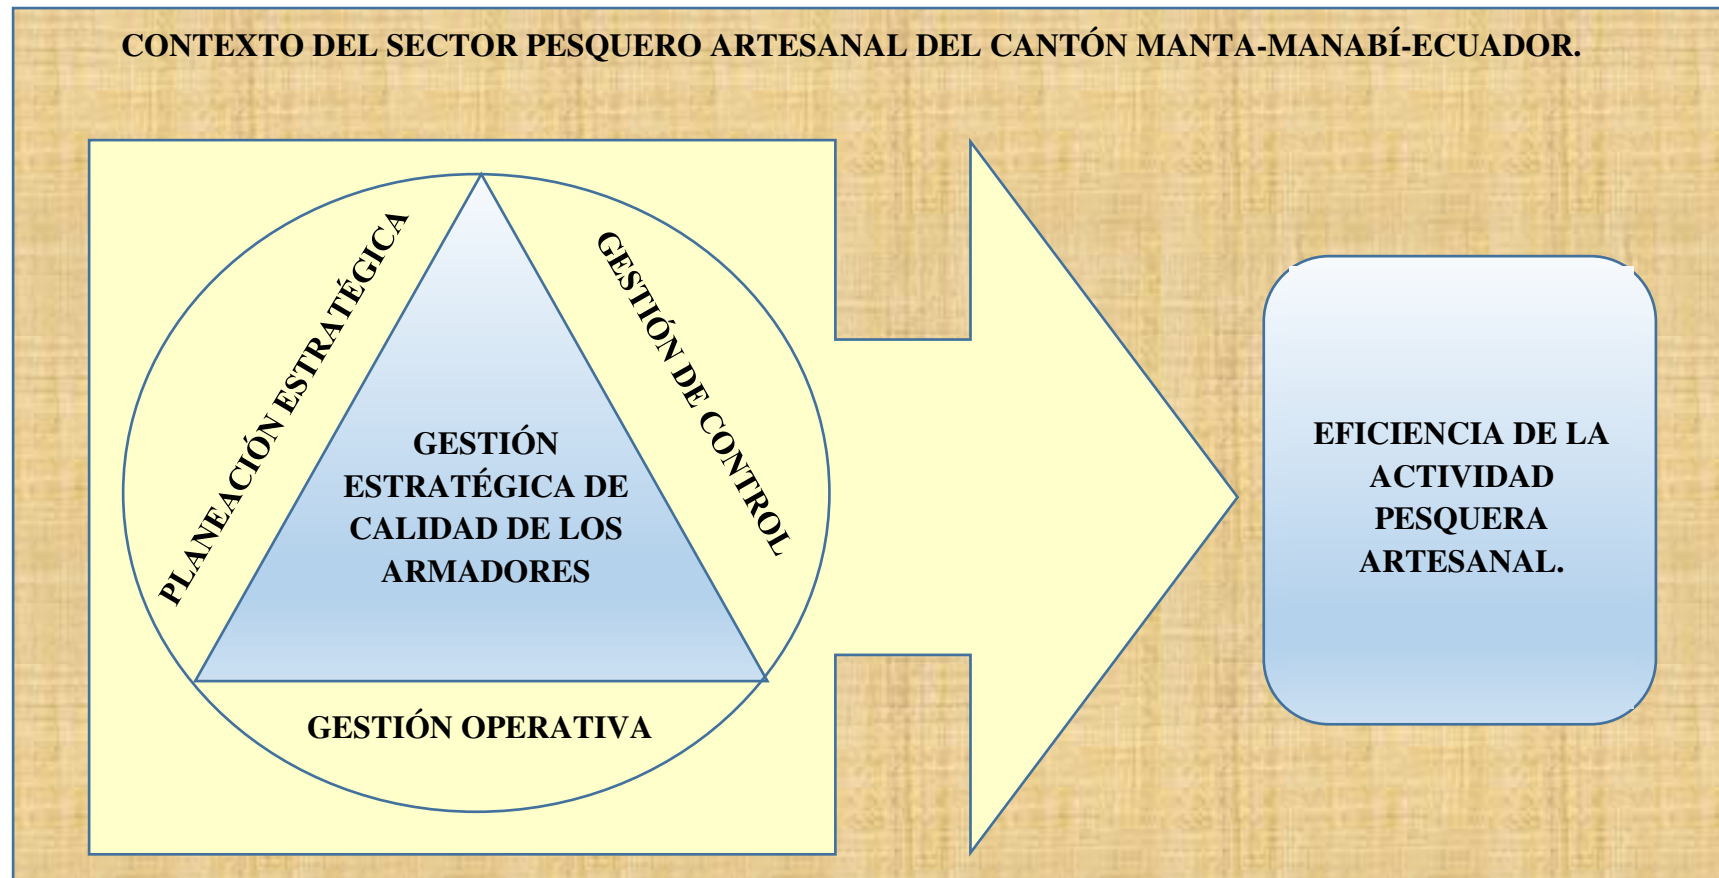 CONTEXTO DEL SECTOR PESQUERO ARTESANAL DEL CANTÓN MANTA-MANABÍ-ECUADOR.
PLANEACIÓN ESTRATÉGICA
GESTIÓN DE CONTROL
GESTIÓN
ESTRATÉGICA DE
CALIDAD DE LOS
ARMADORES
GESTIÓN OPERATIVA
EFICIENCIA DE LA
ACTIVIDAD
PESQUERA
ARTESANAL.